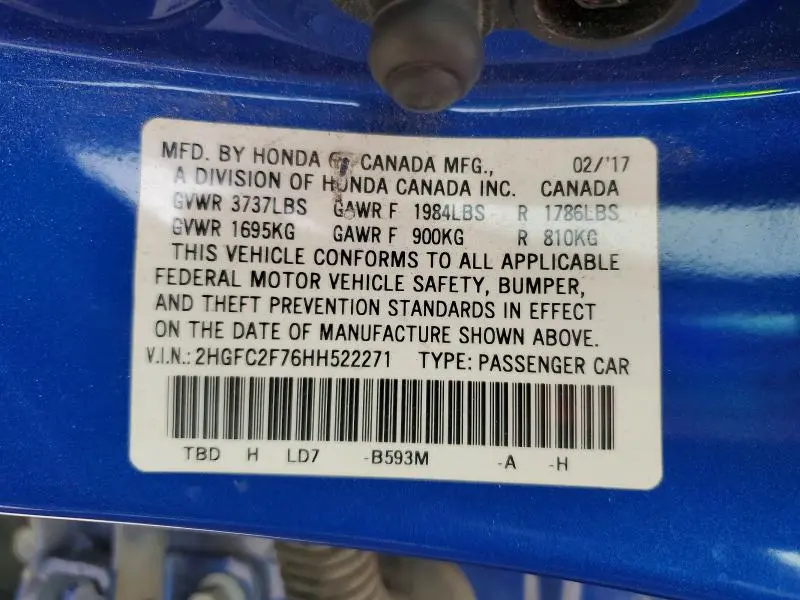 MFD. BY HONDA CANADA MFG., 02/'17
A DIVISION OF HONDA CANADA INC. CANADA
GVWR 3737LBS GAWR F 1984LBS R 1786LBS
GVWR 1695KG GAWR F 900KG R 810KG
THIS VEHICLE CONFORMS TO ALL APPLICABLE
FEDERAL MOTOR VEHICLE SAFETY, BUMPER,
AND THEFT PREVENTION STANDARDS IN EFFECT
ON THE DATE OF MANUFACTURE SHOWN ABOVE.
V.I.N.: 2HGFC2F76HH522271 TYPE: PASSENGER CAR
TBD H LD7 -B593M -A -H